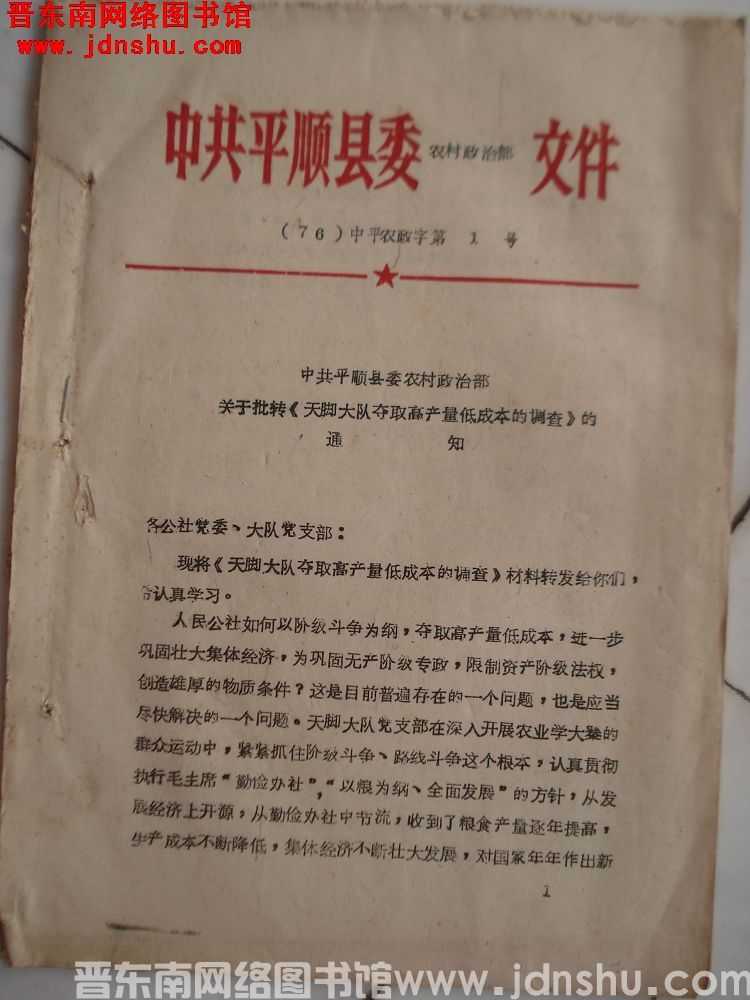 晋东南网络图书馆
www.jdnshu.com
中共平顺县委农村政治部文件
(76)中平农政字第 1 号
中共平顺县委农村政治部
关于批转《天脚大队夺取高产量低成本的调查》的
通 知
各公社党委、大队党支部：
现将《天脚大队夺取高产量低成本的调查》材料转发给你们，
认真学习。
人民公社如何以阶级斗争为纲，夺取高产量低成本，进一步
巩固壮大集体经济，为巩固无产阶级专政，限制资产阶级法权，
创造雄厚的物质条件？这是目前普遍存在的一个问题，也是应当
尽快解决的一个问题。天脚大队党支部在深入开展农业学大寨的
群众运动中，紧紧抓住阶级斗争、路线斗争这个根本，认真贯彻
执行毛主席“勤俭办社”，“以粮为纲、全面发展”的方针，从发
展经济上开源，从勤俭办社中节流，收到了粮食产量逐年提高，
生产成本不断降低，集体经济不断壮大发展，对国家年年作出新
1
晋东南网络图书馆www.jdnshu.com